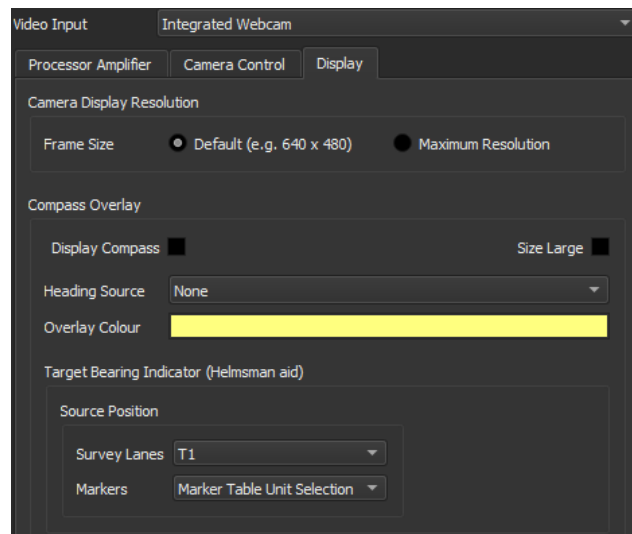 Video Input Integrated Webcam
Processor Amplifier Camera Control Display
Camera Display Resolution
Frame Size Default (e.g. 640 x 480) Maximum Resolution
Compass Overlay
Display Compass Size Large
Heading Source None
Overlay Colour
Target Bearing Indicator (Helmsman aid)
Source Position
Survey Lanes T1
Markers Marker Table Unit Selection